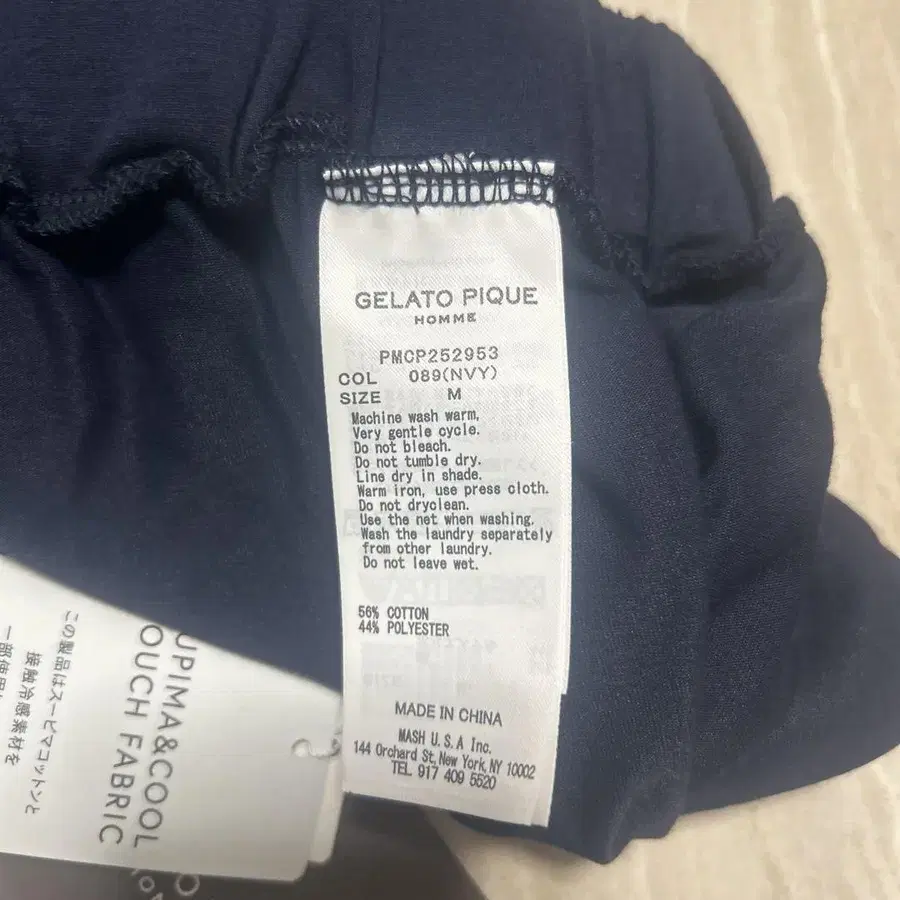 GELATO PIQUE
HOMME
PMCP252953
COL 089(NVY)
SIZE M
Machine wash warm,
Very gentle cycle.
Do not bleach.
Do not tumble dry.
Line dry in shade.
Warm iron, use press cloth.
Do not dryclean.
Use the net when washing.
Wash the laundry separately
from other laundry.
Do not leave wet.
56% COTTON
44% POLYESTER
MADE IN CHINA
MASH U.S.A Inc.
144 Orchard St, New York, NY 10002
TEL 917 409 5520
UPIMA&COOL
OUCH FABRIC
この製品はスーピマコットンと
接触冷感素材を
一部使用